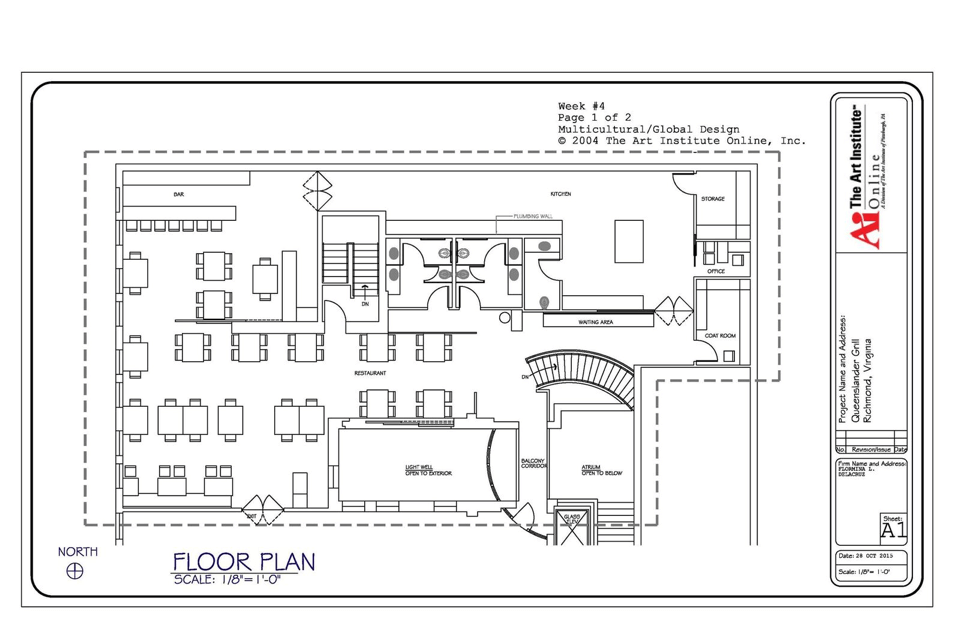 Week #4
Page 1 of 2
Multicultural/Global Design
© 2004 The Art Institute Online, Inc.
BAR
KITCHEN
STORAGE
PLUMBING WALL
OFFICE
DN
WAITING AREA
COAT ROOM
RESTAURANT
DN
LIGHT WELL
OPEN TO EXTERIOR
BALCONY
CORRIDOR
ATRIUM
OPEN TO BELOW
EXIT
GLASS
ELEV.
NORTH
FLOOR PLAN
SCALE: 1/8"= 1'-0"
Ai The Art Institute
Online
A Division of The Art Institute of Pittsburgh, PA
Project Name and Address:
Queenslander Grill
Richmond, Virginia
No. Revision/Issue Date
Firm Name and Address:
FLORMINA L.
DELACRUZ
Sheet:
A1
Date: 28 OCT 2015
Scale: 1/8"= 1'-0"